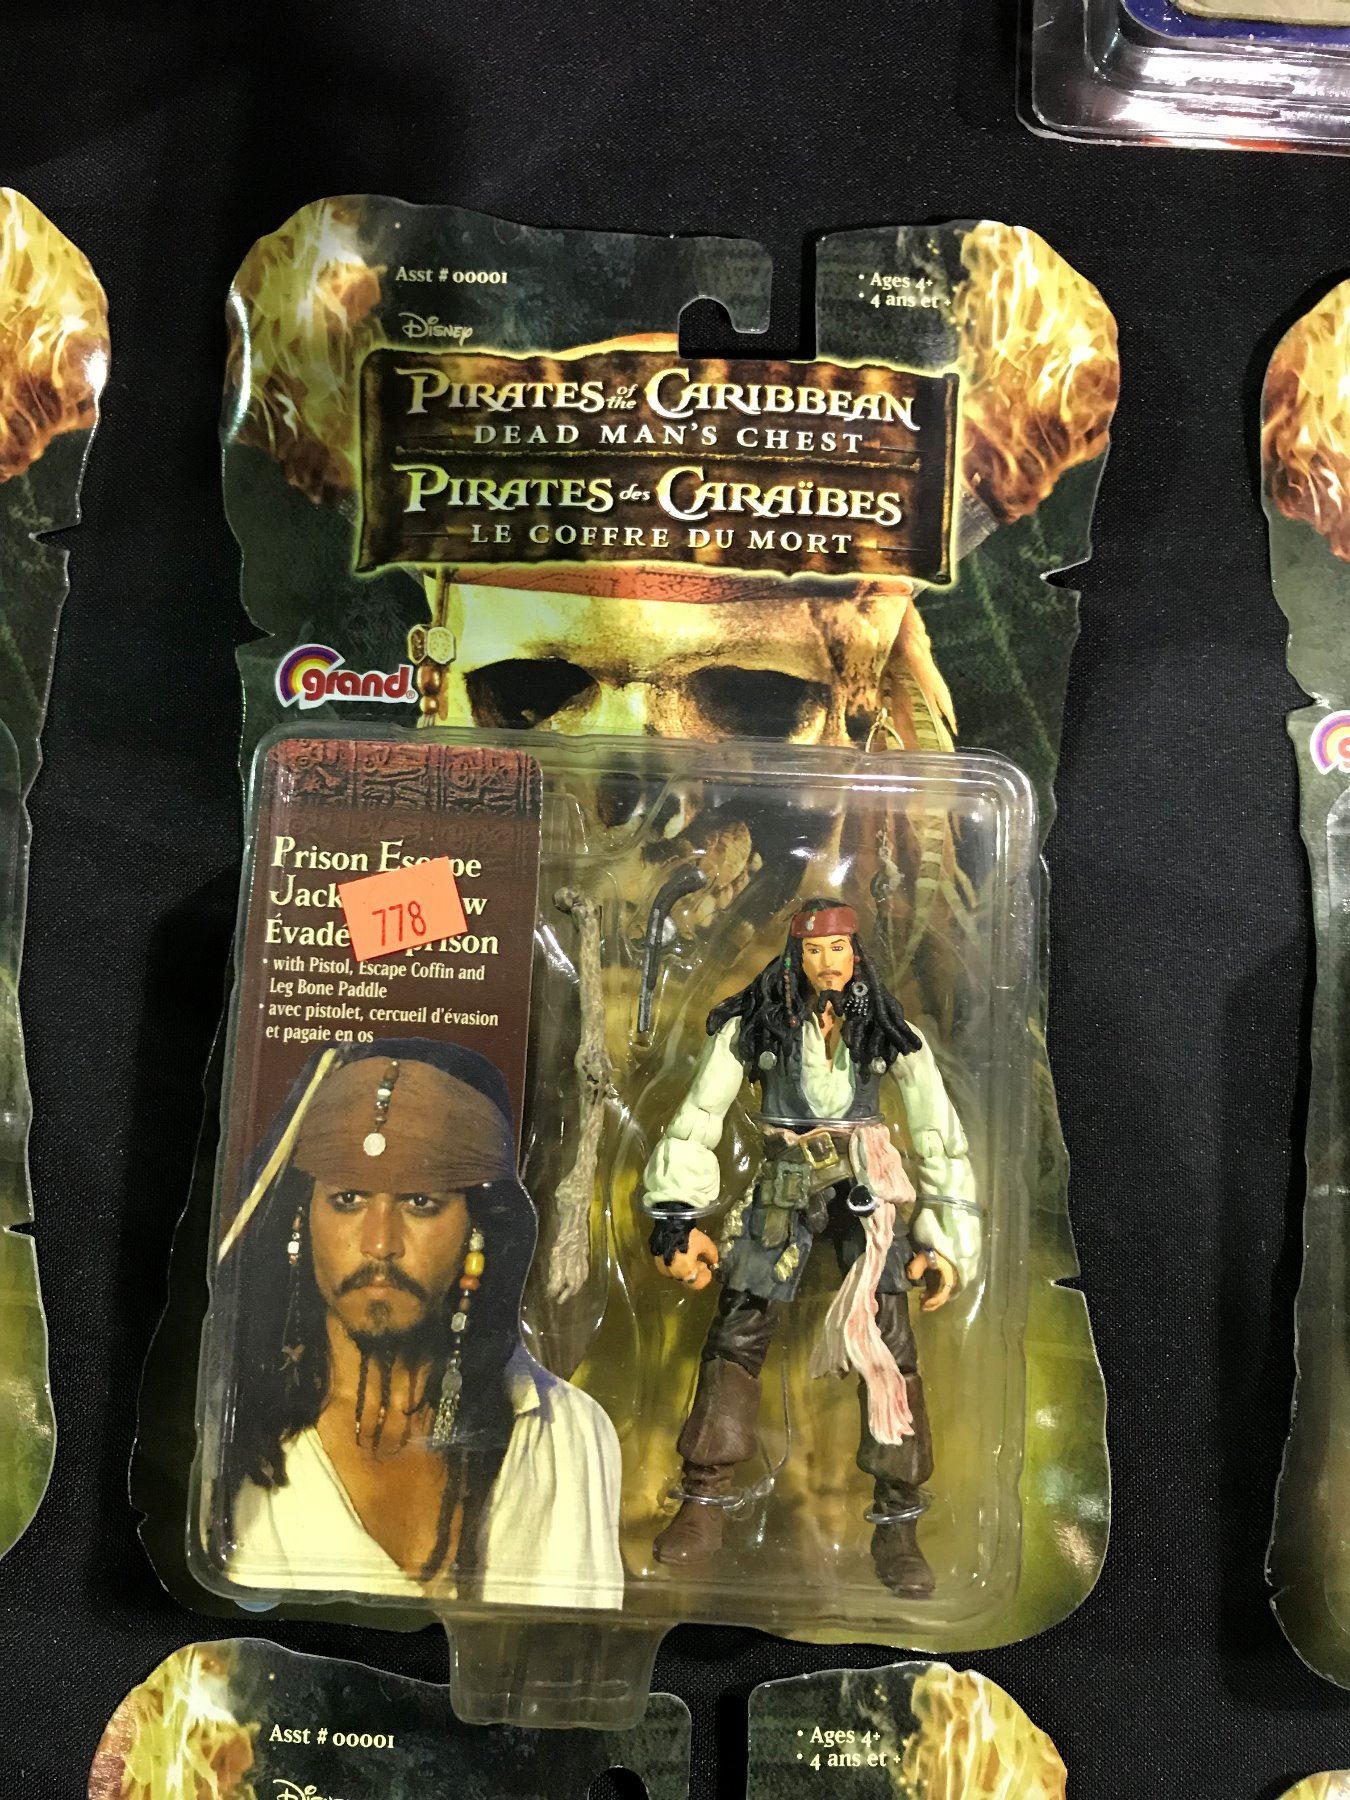 Asst # 00001
• Ages 4+
• 4 ans et +
Disney
PIRATES of the CARIBBEAN
DEAD MAN'S CHEST
PIRATES des CARAÏBES
LE COFFRE DU MORT
grand®
Prison
Jack
778
Évadé
• with Pistol, Escape Coffin and
Leg Bone Paddle
• avec pistolet, cercueil d'évasion
et pagaie en os
Asst # 00001
• Ages 4+
• 4 ans et +